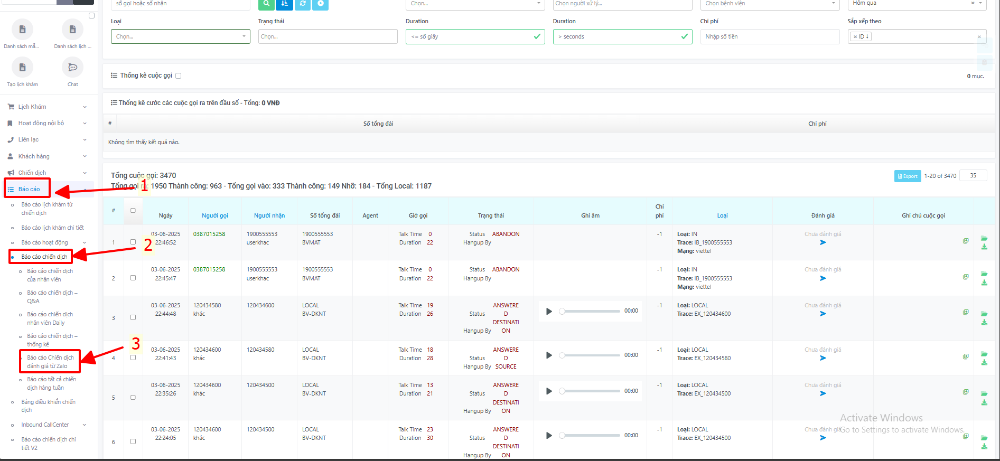 số gọi hoặc số nhận
Chọn...
Chọn người xử lý...
Chọn bệnh viện
Hôm qua
Loại
Trạng thái
Duration
Duration
Chi phí
Sắp xếp theo
Chọn...
Chọn...
<= số giây
> seconds
Nhập số tiền
× ID ↓
Danh sách mẫ...
Danh sách lịch ...
Tạo lịch khám
Chat
Lịch Khám
Hoạt động nội bộ
Liên lạc
Khách hàng
Chiến dịch
Báo cáo
1
Báo cáo lịch khám từ
chiến dịch
Báo cáo lịch khám chi tiết
Báo cáo hoạt động
2
Báo cáo chiến dịch
Báo cáo chiến dịch
của nhân viên
Báo cáo chiến dịch –
Q&A
Báo cáo chiến dịch
nhân viên Daily
Báo cáo chiến dịch –
thống kê
3
Báo cáo Chiến dịch
đánh giá từ Zalo
Báo cáo tất cả chiến
dịch hàng tuần
Bảng điều khiển chiến
dịch
Inbound CallCenter
Báo cáo chiến dịch chi
tiết V2
Thống kê cuộc gọi
0 mục.
Thống kê cước các cuộc gọi ra trên đầu số - Tổng: 0 VNĐ
# Số tổng đài Chi phí
Không tìm thấy kết quả nào.
Tổng cuộc gọi: 3470
Tổng gọi ra: 1950 Thành công: 963 - Tổng gọi vào: 333 Thành công: 149 Nhỡ: 184 - Tổng Local: 1187
Export 1-20 of 3470 35
# Ngày Người gọi Người nhận Số tổng đài Agent Giờ gọi Trạng thái Ghi âm Chi phí Loại Đánh giá Ghi chú cuộc gọi
1 03-06-2025 0387015258 1900555553 1900555553 Talk Time 0 Status ABANDON -1 Loại: IN Chưa đánh giá
22:46:52 userkhac BVMAT Duration 22 Hangup By Trace: IB_1900555553
Mạng: viettel
2 03-06-2025 0387015258 1900555553 1900555553 Talk Time 0 Status ABANDON -1 Loại: IN Chưa đánh giá
22:45:47 userkhac BVMAT Duration 22 Hangup By Trace: IB_1900555553
Mạng: viettel
3 03-06-2025 120434580 120434600 LOCAL Talk Time 19 ANSWERE 00:00 -1 Loại: LOCAL Chưa đánh giá
22:44:48 khác BV-DKNT Duration 26 Status D Trace: EX_120434600
DESTINATI
Hangup By ON
4 03-06-2025 120434600 120434580 LOCAL Talk Time 18 ANSWERE 00:00 -1 Loại: LOCAL Chưa đánh giá
22:41:43 khác BV-DKNT Duration 28 Status D Trace: EX_120434580
Hangup By SOURCE
5 03-06-2025 120434600 120434500 LOCAL Talk Time 13 ANSWERE 00:00 -1 Loại: LOCAL Chưa đánh giá
22:35:26 khác BV-DKNT Duration 21 Status D Trace: EX_120434500
DESTINATI
Hangup By ON
6 03-06-2025 120434600 120434500 LOCAL Talk Time 23 ANSWERE 00:00 -1 Loại: LOCAL Chưa đánh giá
22:24:05 khác BV-DKNT Duration 30 Status D Trace: EX_120434500
DESTINATI
Hangup By ON
Activate Windows
Go to Settings to activate Windows.